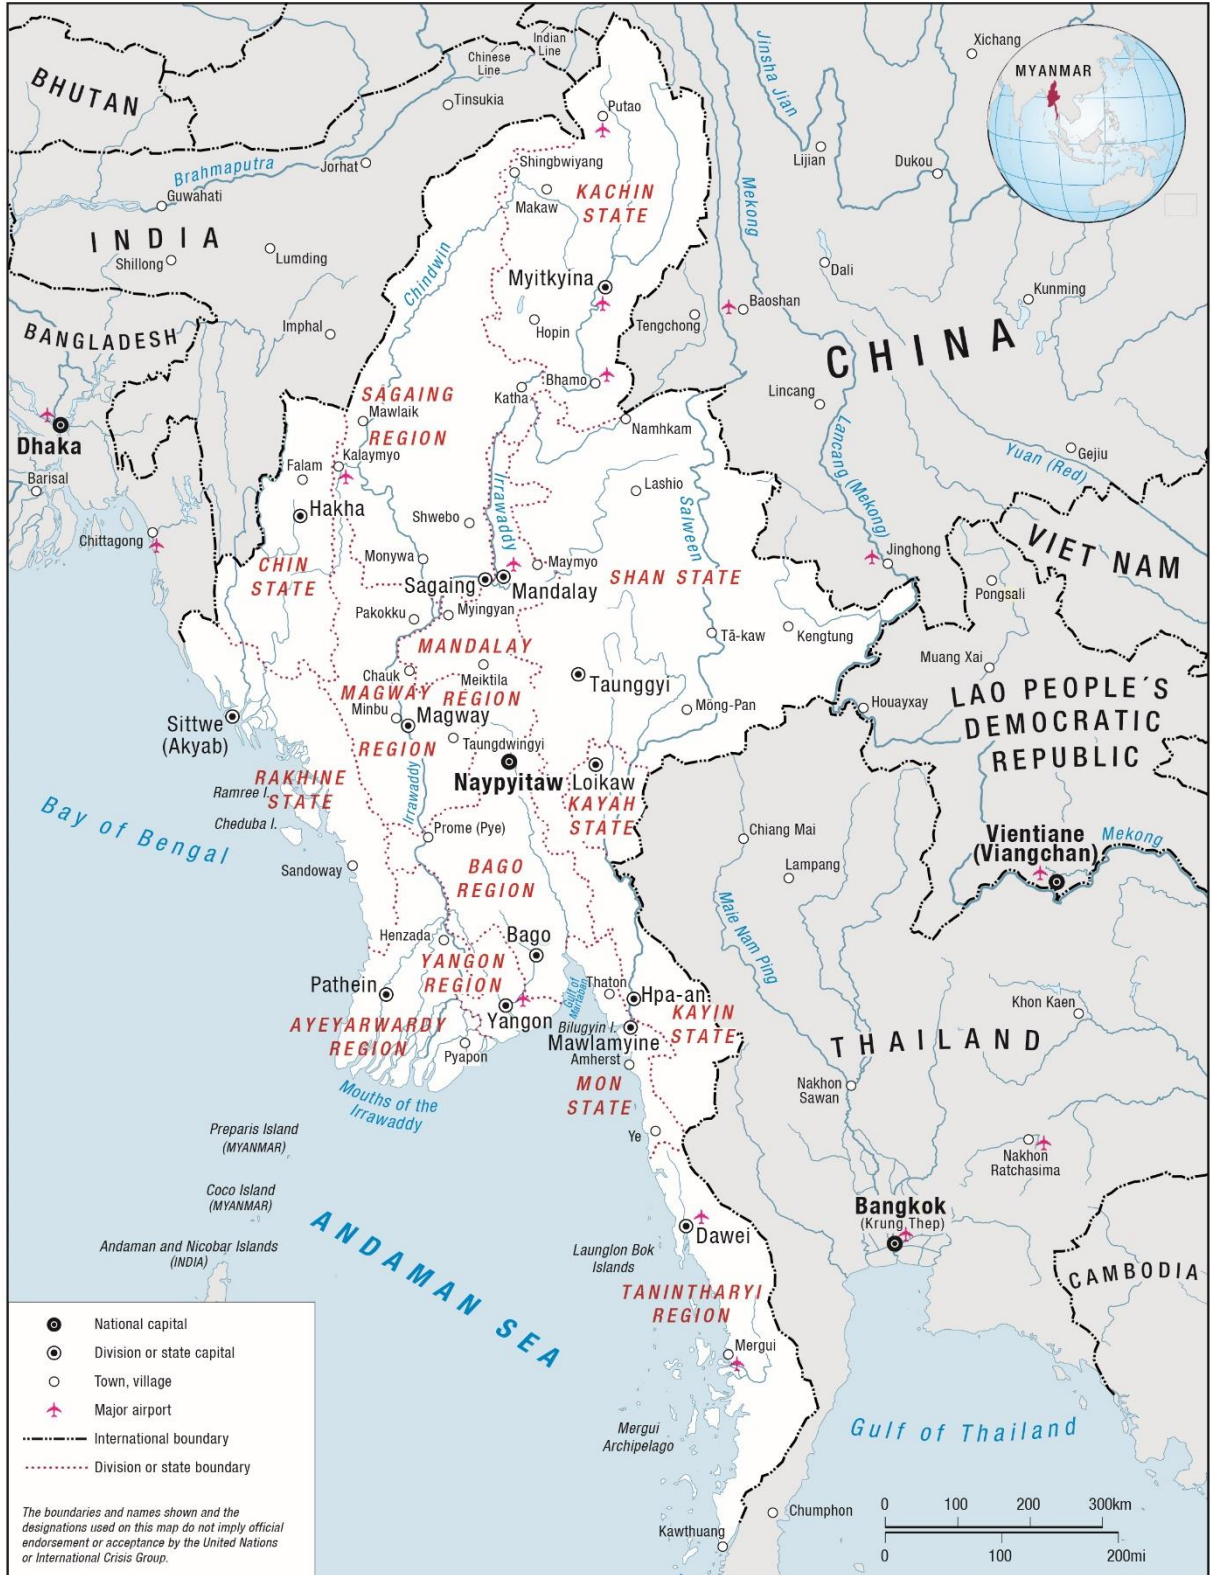 Indian
Line
Chinese
Line
Xichang
BHUTAN
Tinsukia
Putao
Jinsha Jian
MYANMAR
Brahmaputra
Jorhat
Shingbwiyang
Lijian
Dukou
Guwahati
Makaw
KACHIN
STATE
Mekong
INDIA
Shillong
Lumding
Chindwin
Myitkyina
Dali
Kunming
BANGLADESH
Imphal
Hopin
Tengchong
Baoshan
CHINA
Bhamo
Katha
SAGAING
REGION
Mawlaik
Namhkam
Lincang
Dhaka
Barisal
Kalaymyo
Falam
Lancang (Mekong)
Gejiu
Yuan (Red)
Hakha
Lashio
Irrawaddy
Salween
Shwebo
Chittagong
Monywa
Jinghong
VIET NAM
CHIN
STATE
Sagaing
Mandalay
Maymyo
SHAN STATE
Pongsali
Pakokku
Myingyan
Tā-kaw
Kengtung
MANDALAY
REGION
Chauk
Meiktila
Muang Xai
Taunggyi
MAGWAY
REGION
Minbu
Magway
Möng-Pan
Houayxay
LAO PEOPLE´S
DEMOCRATIC
REPUBLIC
Sittwe
(Akyab)
Taungdwingyi
Naypyitaw
Loikaw
RAKHINE
STATE
Ramree I.
Cheduba I.
KAYAH
STATE
Bay of Bengal
Irrawaddy
Prome (Pye)
Chiang Mai
Vientiane
(Viangchan)
Mekong
Sandoway
BAGO
REGION
Lampang
Maie Nam Ping
Henzada
Bago
YANGON
REGION
Pathein
Gulf of
Martaban
Thaton
Hpa-an
KAYIN
STATE
Khon Kaen
AYEYARWARDY
REGION
Yangon
Bilugyin I.
Mawlamyine
Pyapon
Amherst
THAILAND
MON
STATE
Mouths of the
Irrawaddy
Nakhon
Sawan
Preparis Island
(MYANMAR)
Ye
Nakhon
Ratchasima
Coco Island
(MYANMAR)
Bangkok
(Krung Thep)
ANDAMAN SEA
Dawei
Andaman and Nicobar Islands
(INDIA)
Launglon Bok
Islands
CAMBODIA
TANINTHARYI
REGION
Mergui
Mergui
Archipelago
Gulf of Thailand
Kawthuang
Chumphon
National capital
Division or state capital
Town, village
Major airport
International boundary
Division or state boundary
The boundaries and names shown and the
designations used on this map do not imply official
endorsement or acceptance by the United Nations
or International Crisis Group.
0 100 200 300km
0 100 200mi